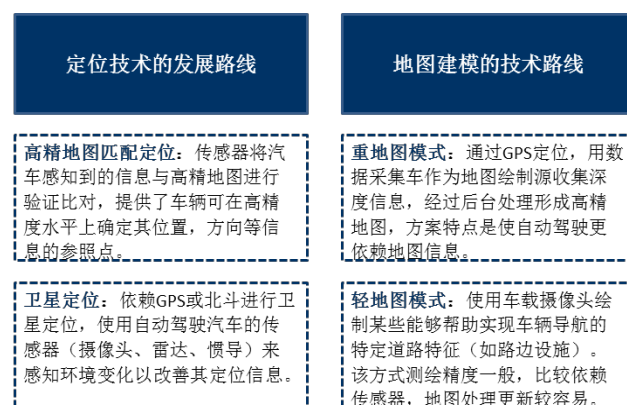 定位技术的发展路线
高精地图匹配定位：传感器将汽
车感知到的信息与高精地图进行
验证比对，提供了车辆可在高精
度水平上确定其位置，方向等信
息的参照点。
卫星定位：依赖GPS或北斗进行卫
星定位，使用自动驾驶汽车的传
感器（摄像头、雷达、惯导）来
感知环境变化以改善其定位信息。
地图建模的技术路线
重地图模式：通过GPS定位，用数
据采集车作为地图绘制源收集深
度信息，经过后台处理形成高精
地图，方案特点是使自动驾驶更
依赖地图信息。
轻地图模式：使用车载摄像头绘
制某些能够帮助实现车辆导航的
特定道路特征（如路边设施）。
该方式测绘精度一般，比较依赖
传感器，地图处理更新较容易。